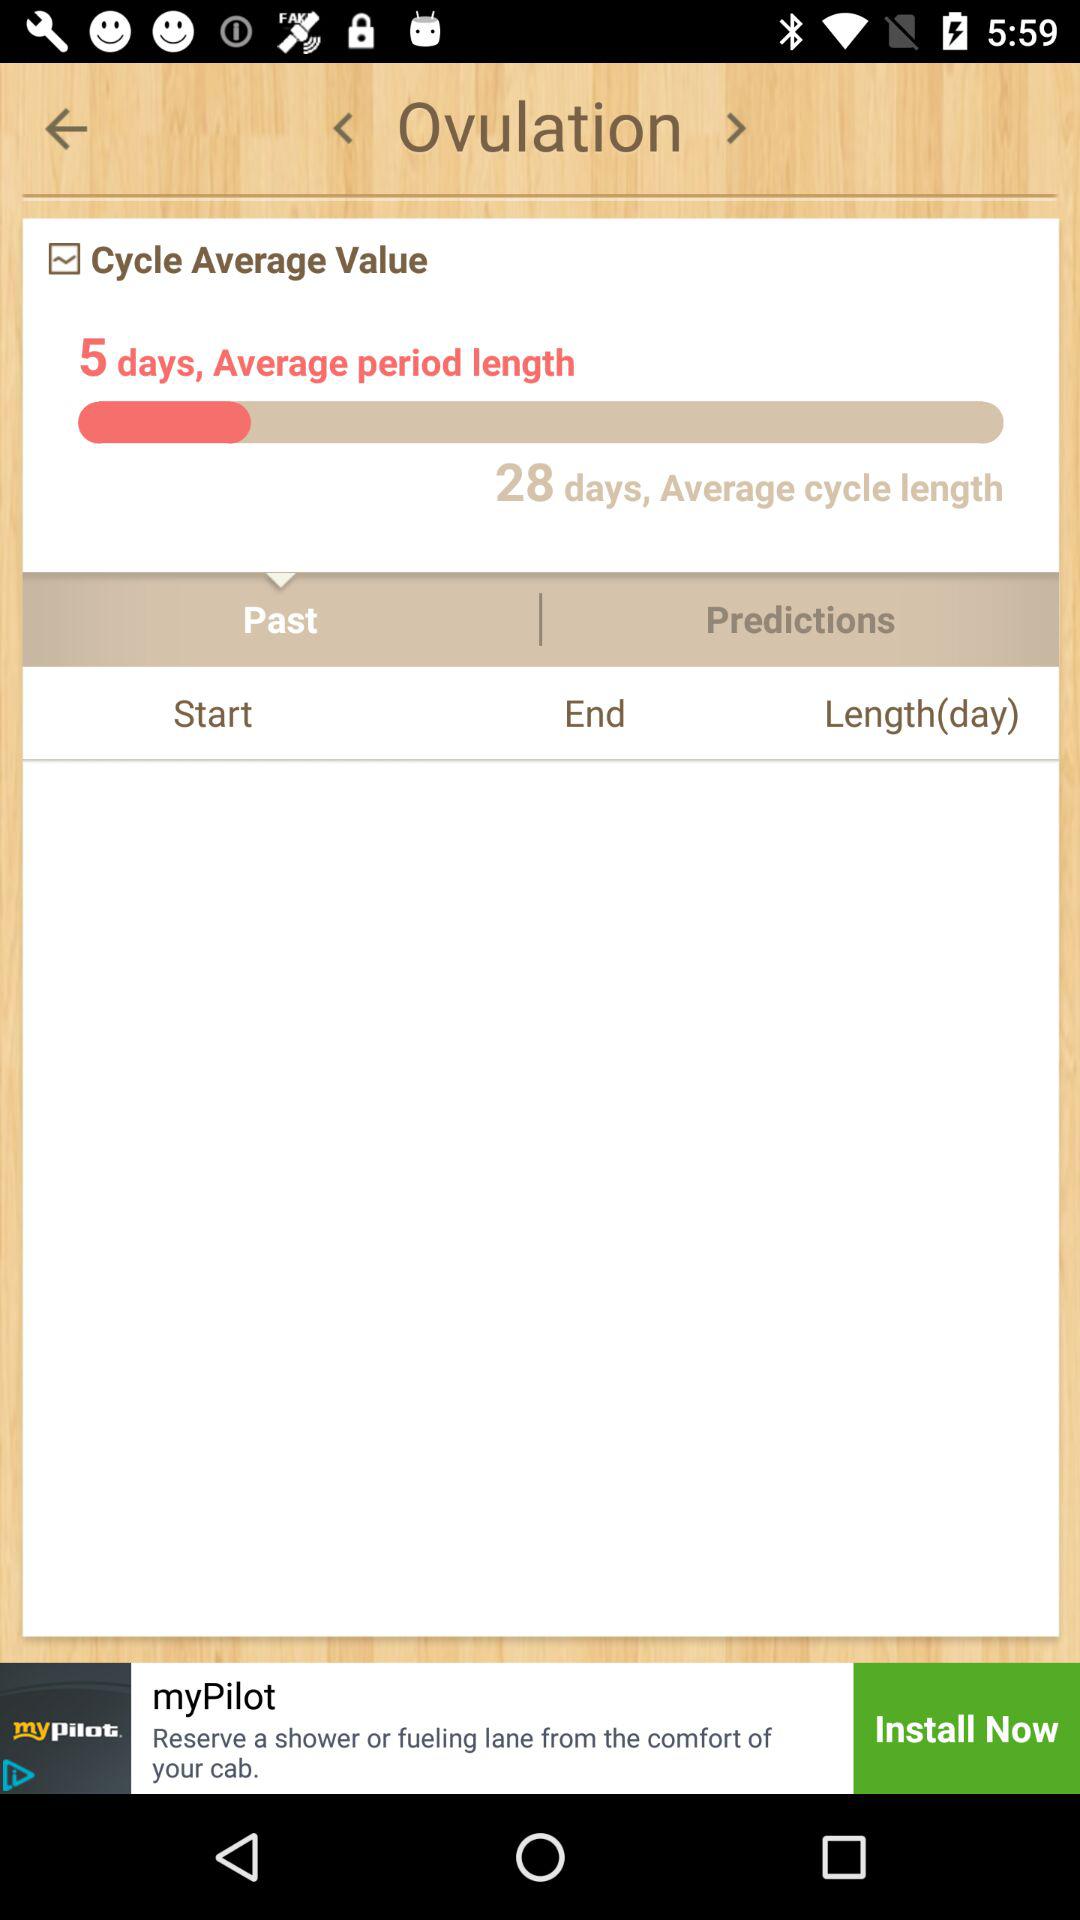 FAKE
5:59
Ovulation
Cycle Average Value
5 days, Average period length
28 days, Average cycle length
Past
Predictions
Start
End
Length(day)
mypilot.
myPilot
Reserve a shower or fueling lane from the comfort of
your cab.
Install Now